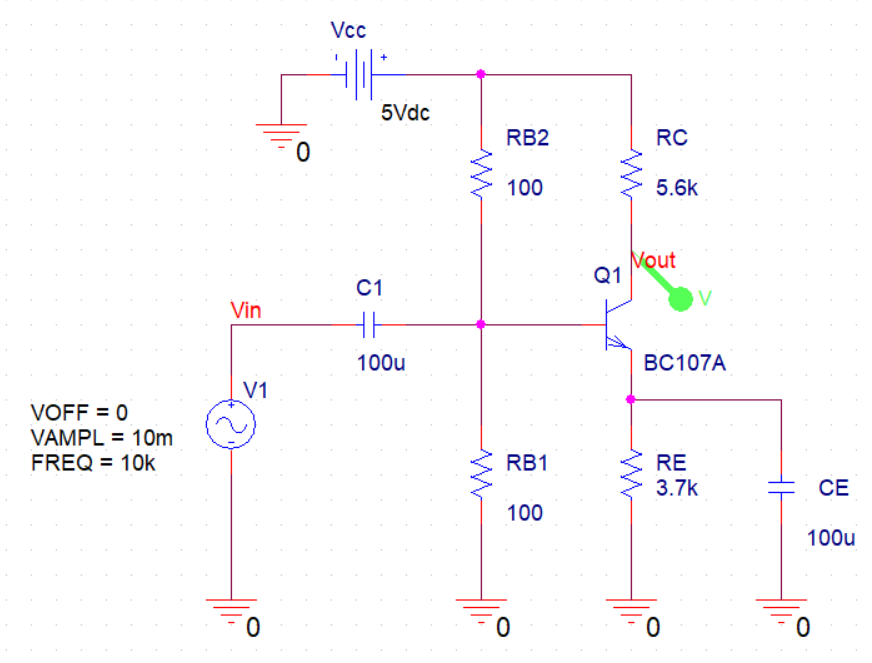 Vcc
- +
5Vdc
0
RB2
100
RC
5.6k
Vout
V
Q1
BC107A
C1
100u
Vin
V1
+
-
VOFF = 0
VAMPL = 10m
FREQ = 10k
RB1
100
RE
3.7k
CE
100u
0
0
0
0